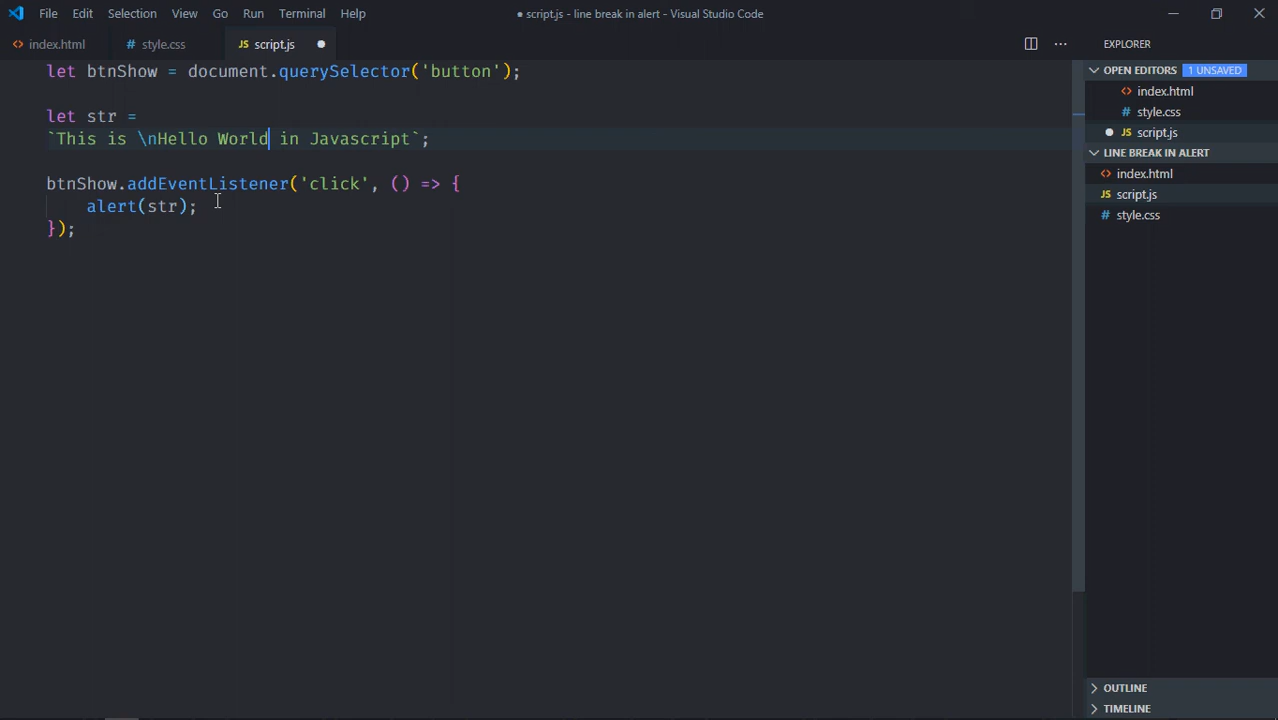 File Edit Selection View Go Run Terminal Help ● script.js - line break in alert - Visual Studio Code
<> index.html # style.css JS script.js ● ··· EXPLORER
let btnShow = document.querySelector('button');
let str =
`This is \nHello World in Javascript`;
btnShow.addEventListener('click', () => {
alert(str);
});
OPEN EDITORS 1 UNSAVED
<> index.html
# style.css
● JS script.js
LINE BREAK IN ALERT
<> index.html
JS script.js
# style.css
OUTLINE
TIMELINE